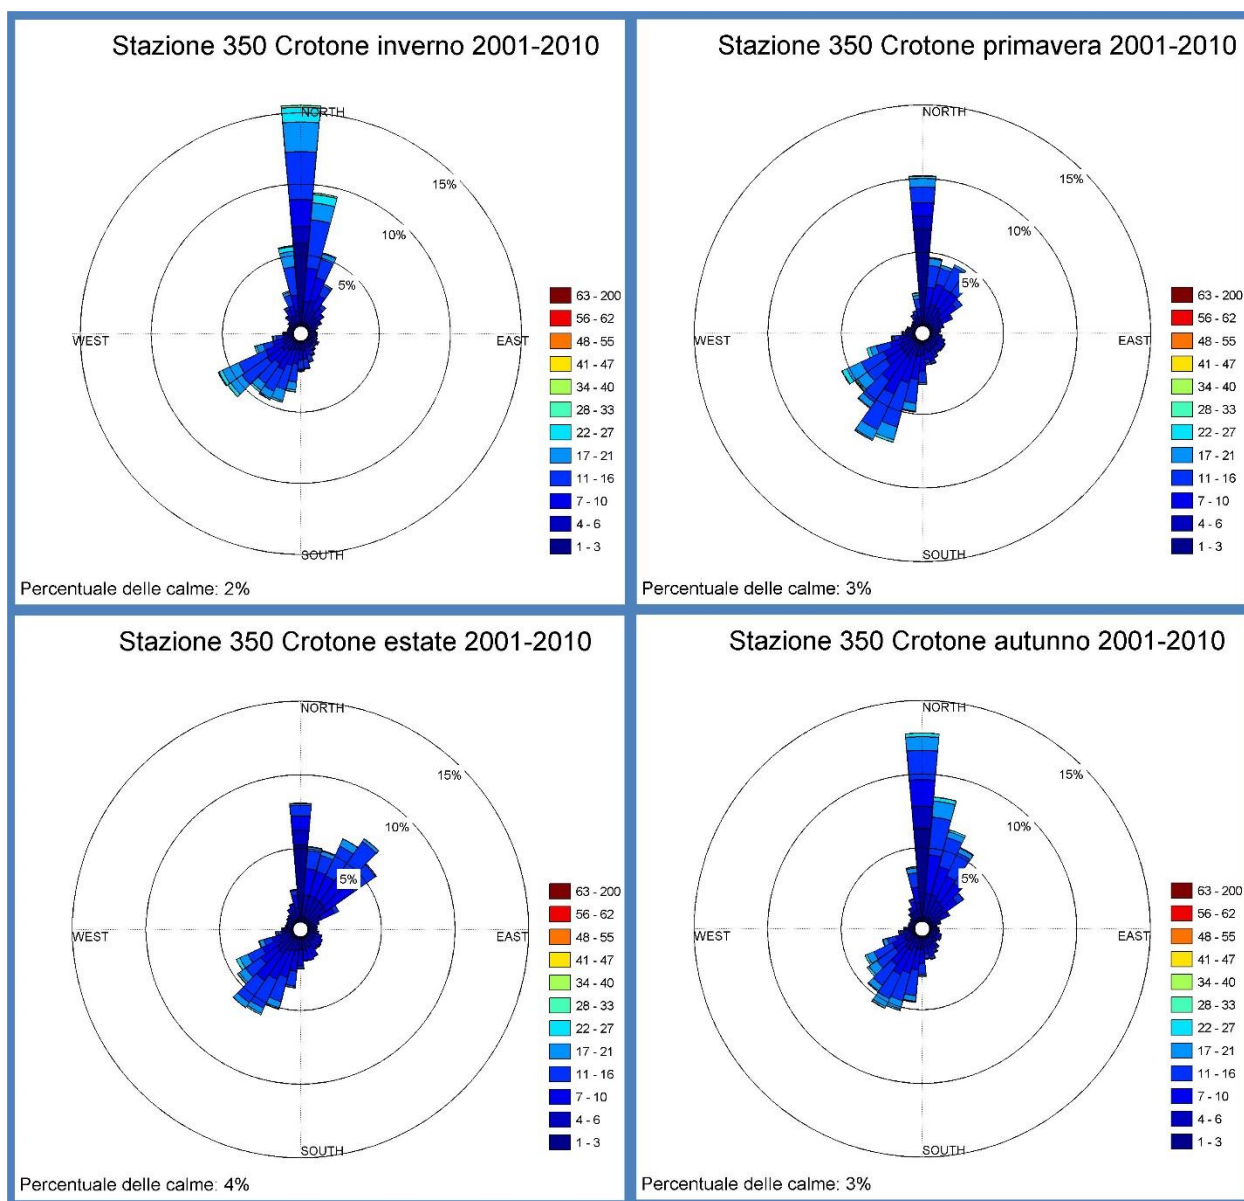 Stazione 350 Crotone inverno 2001-2010
NORTH
15%
10%
5%
WEST
EAST
SOUTH
63 - 200
56 - 62
48 - 55
41 - 47
34 - 40
28 - 33
22 - 27
17 - 21
11 - 16
7 - 10
4 - 6
1 - 3
Percentuale delle calme: 2%
Stazione 350 Crotone primavera 2001-2010
NORTH
15%
10%
5%
WEST
EAST
SOUTH
63 - 200
56 - 62
48 - 55
41 - 47
34 - 40
28 - 33
22 - 27
17 - 21
11 - 16
7 - 10
4 - 6
1 - 3
Percentuale delle calme: 3%
Stazione 350 Crotone estate 2001-2010
NORTH
15%
10%
5%
WEST
EAST
SOUTH
63 - 200
56 - 62
48 - 55
41 - 47
34 - 40
28 - 33
22 - 27
17 - 21
11 - 16
7 - 10
4 - 6
1 - 3
Percentuale delle calme: 4%
Stazione 350 Crotone autunno 2001-2010
NORTH
15%
10%
5%
WEST
EAST
SOUTH
63 - 200
56 - 62
48 - 55
41 - 47
34 - 40
28 - 33
22 - 27
17 - 21
11 - 16
7 - 10
4 - 6
1 - 3
Percentuale delle calme: 3%